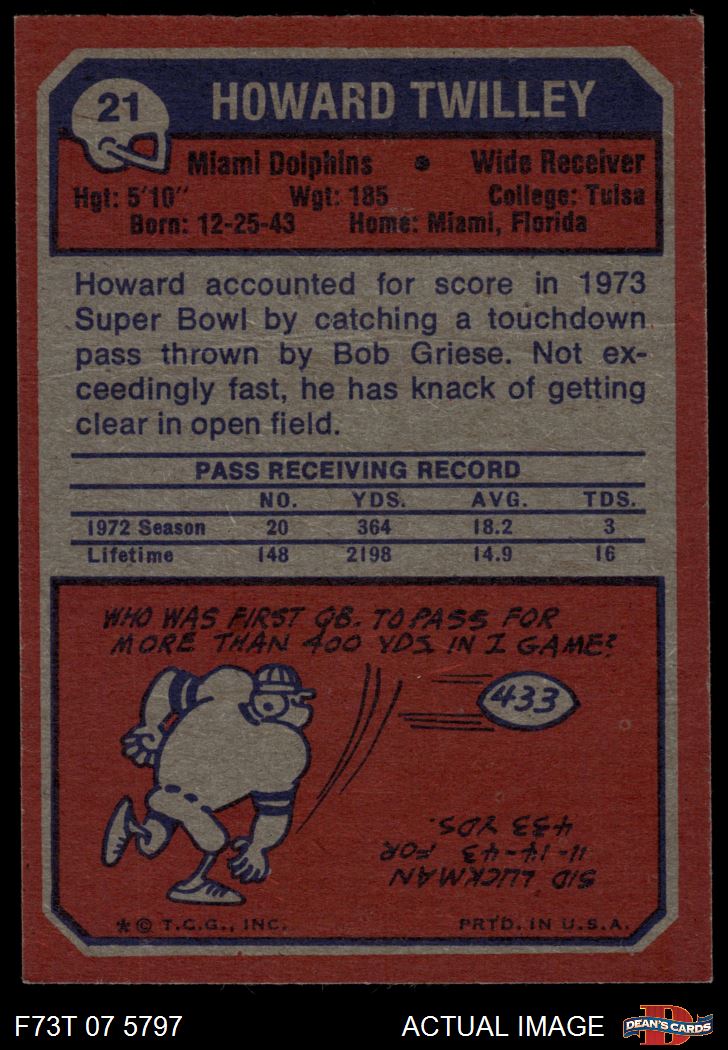 21
HOWARD TWILLEY
Miami Dolphins • Wide Receiver
Hgt: 5'10" Wgt: 185 College: Tulsa
Born: 12-25-43 Home: Miami, Florida
Howard accounted for score in 1973
Super Bowl by catching a touchdown
pass thrown by Bob Griese. Not ex-
ceedingly fast, he has knack of getting
clear in open field.
PASS RECEIVING RECORD
NO. YDS. AVG. TDS.
1972 Season 20 364 18.2 3
Lifetime 148 2198 14.9 16
WHO WAS FIRST QB. TO PASS FOR
MORE THAN 400 YDS. IN 1 GAME?
433
SID LUCKMAN
11-14-43 FOR
433 YDS.
* © T.C.G., INC. PRTD. IN U.S.A.
F73T 07 5797 ACTUAL IMAGE
D
DEAN'S CARDS